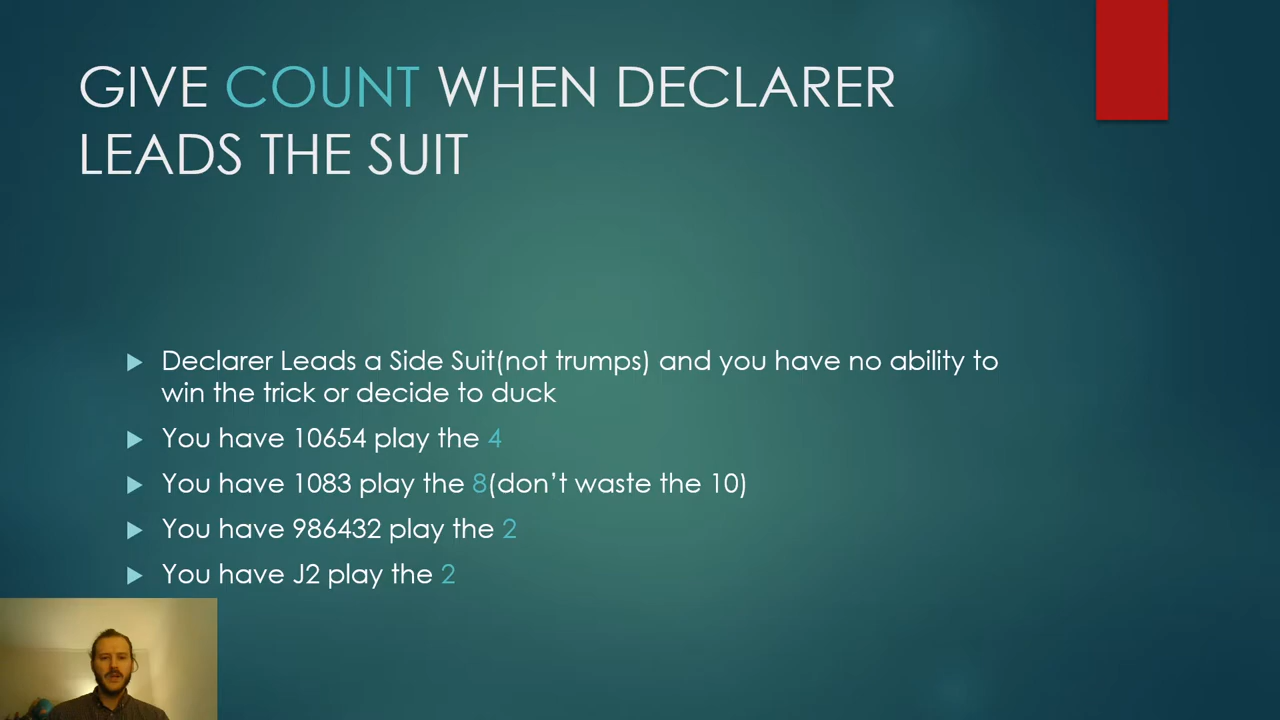 GIVE COUNT WHEN DECLARER
LEADS THE SUIT
Declarer Leads a Side Suit(not trumps) and you have no ability to
win the trick or decide to duck
You have 10654 play the 4
You have 1083 play the 8(don’t waste the 10)
You have 986432 play the 2
You have J2 play the 2